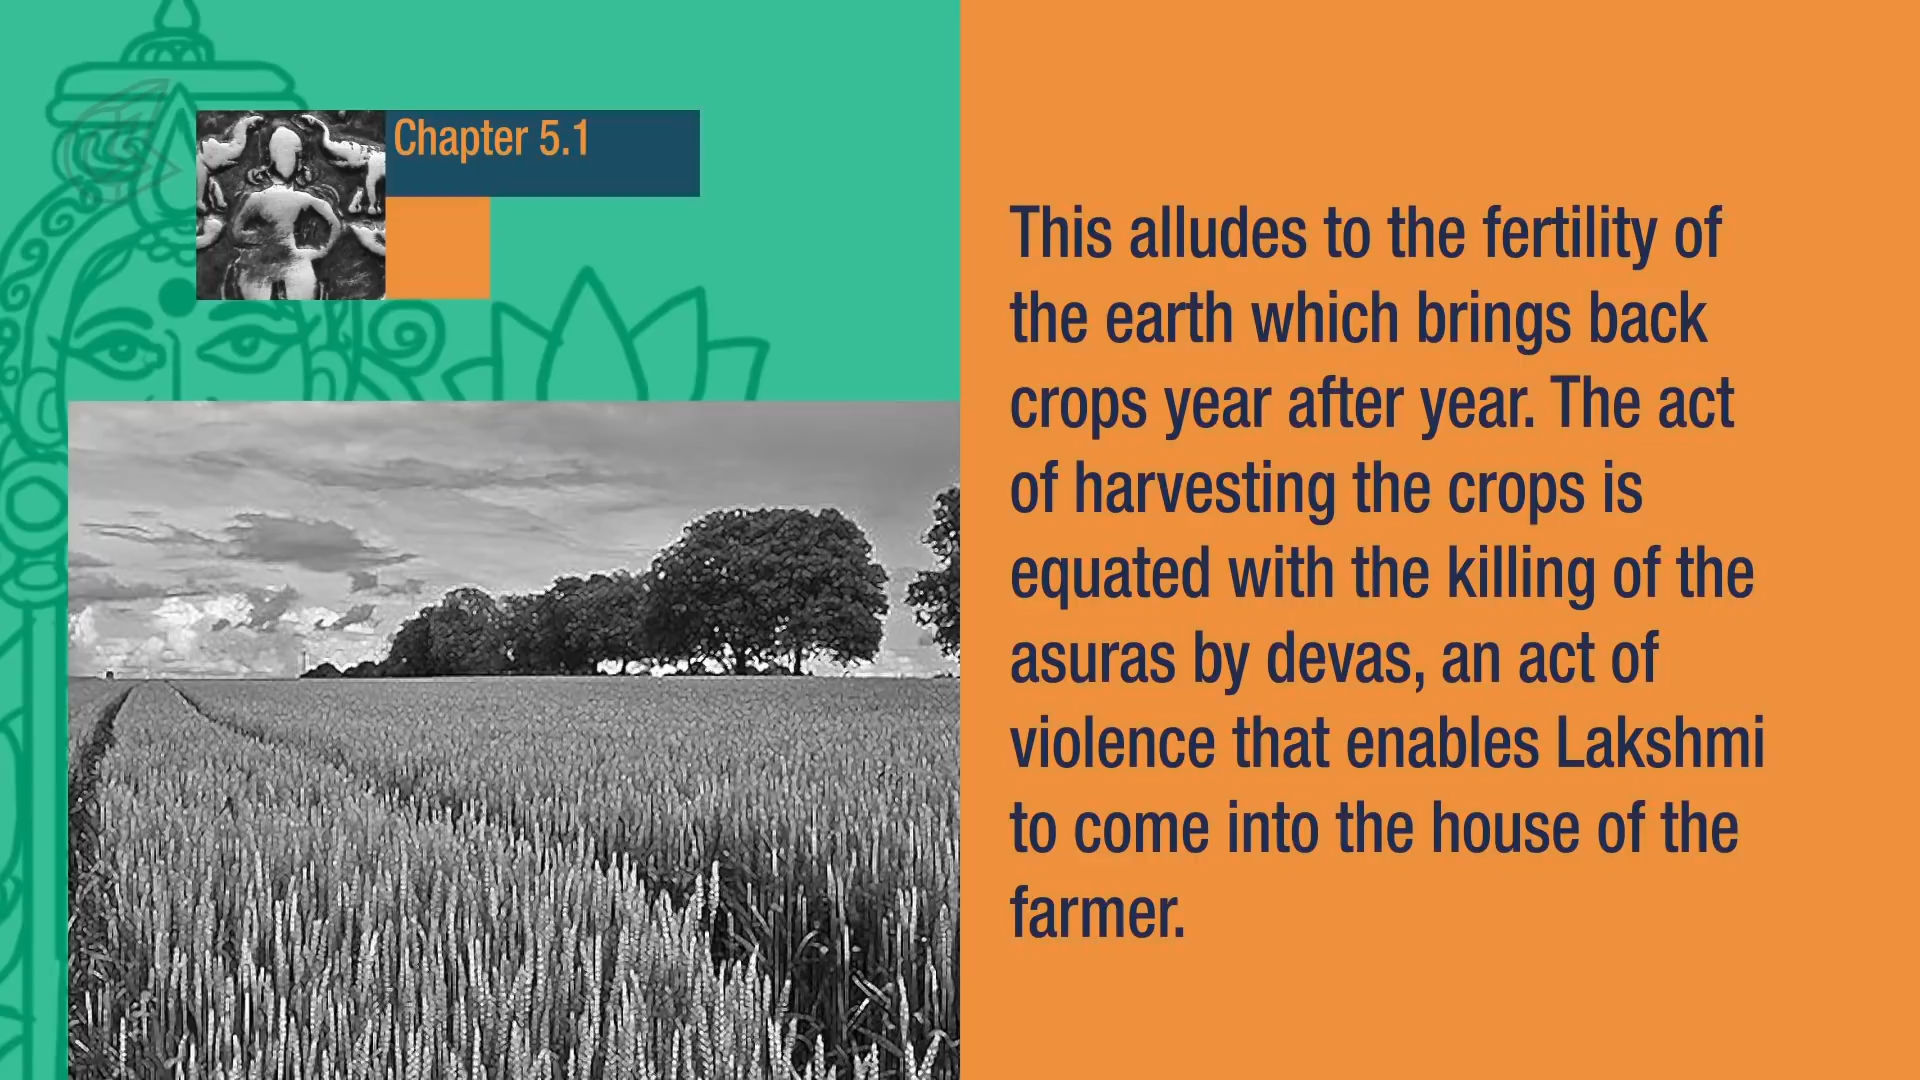 Chapter 5.1
This alludes to the fertility of
the earth which brings back
crops year after year. The act
of harvesting the crops is
equated with the killing of the
asuras by devas, an act of
violence that enables Lakshmi
to come into the house of the
farmer.